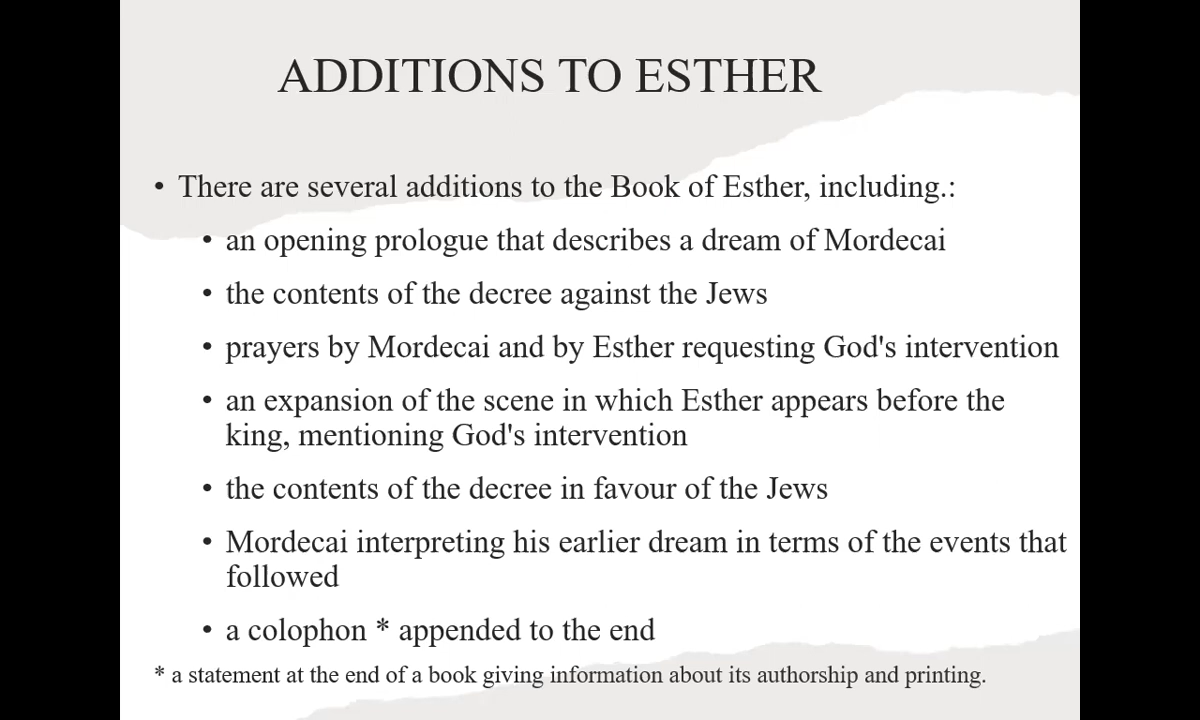 ADDITIONS TO ESTHER
• There are several additions to the Book of Esther, including.:
• an opening prologue that describes a dream of Mordecai
• the contents of the decree against the Jews
• prayers by Mordecai and by Esther requesting God's intervention
• an expansion of the scene in which Esther appears before the
king, mentioning God's intervention
• the contents of the decree in favour of the Jews
• Mordecai interpreting his earlier dream in terms of the events that
followed
• a colophon * appended to the end
* a statement at the end of a book giving information about its authorship and printing.